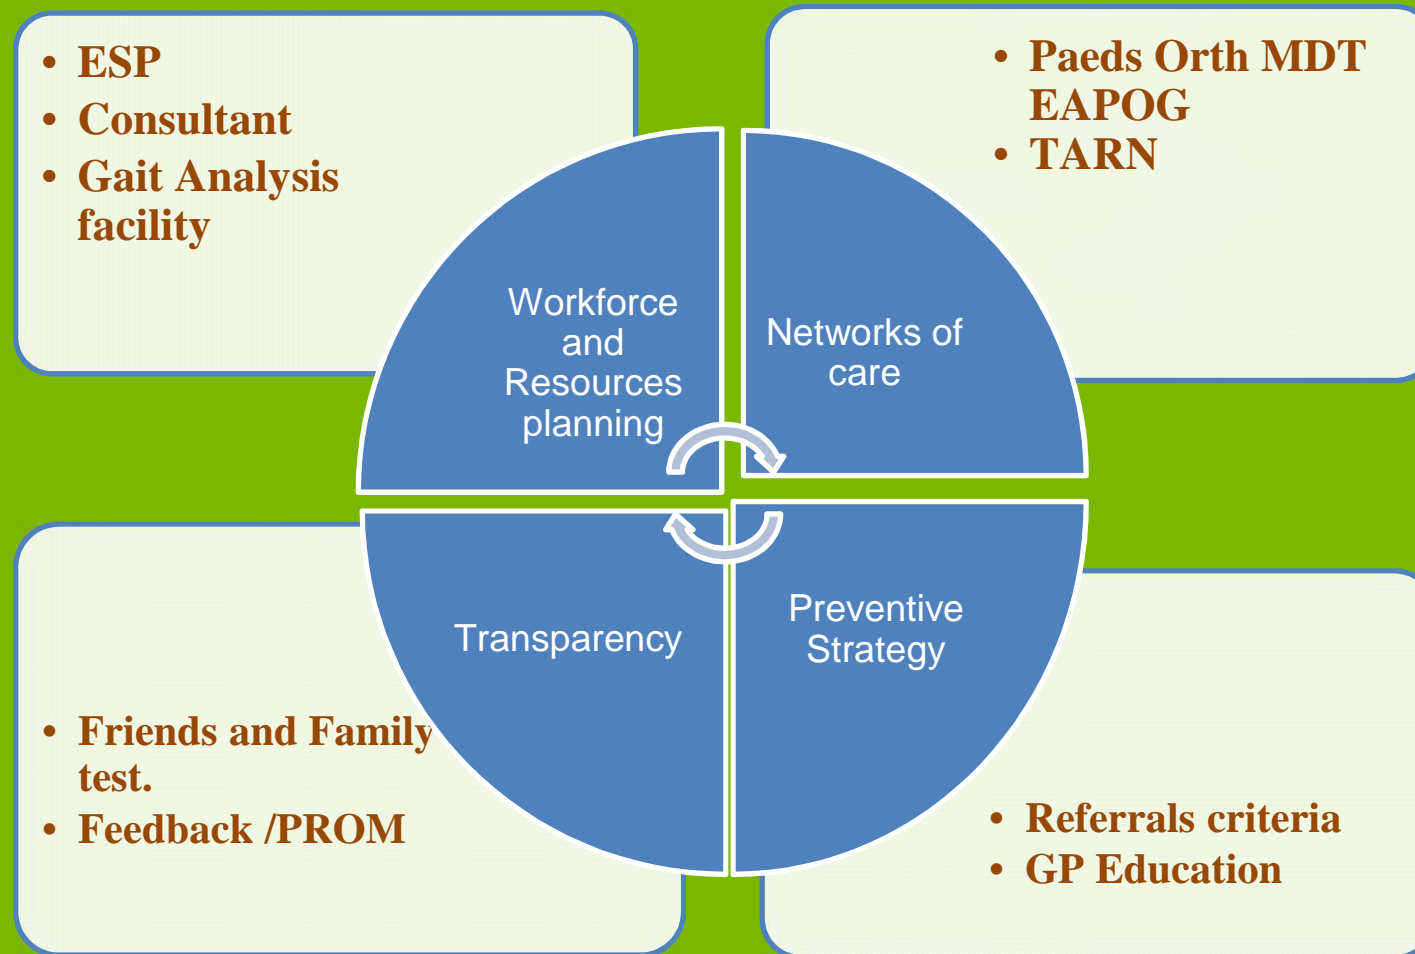 • ESP
• Consultant
• Gait Analysis
facility
• Paeds Orth MDT
EAPOG
• TARN
Workforce
and
Resources
planning
Networks of
care
Transparency
Preventive
Strategy
• Friends and Family
test.
• Feedback /PROM
• Referrals criteria
• GP Education